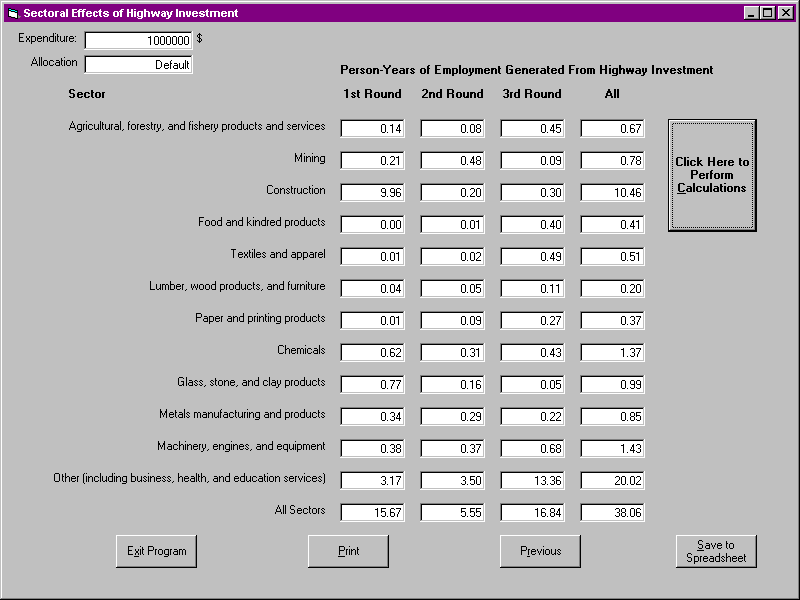 Sectoral Effects of Highway Investment
Expenditure: 1000000 $
Allocation Default
Person-Years of Employment Generated From Highway Investment
Sector 1st Round 2nd Round 3rd Round All
Agricultural, forestry, and fishery products and services 0.14 0.08 0.45 0.67
Mining 0.21 0.48 0.09 0.78
Construction 9.96 0.20 0.30 10.46
Food and kindred products 0.00 0.01 0.40 0.41
Textiles and apparel 0.01 0.02 0.49 0.51
Lumber, wood products, and furniture 0.04 0.05 0.11 0.20
Paper and printing products 0.01 0.09 0.27 0.37
Chemicals 0.62 0.31 0.43 1.37
Glass, stone, and clay products 0.77 0.16 0.05 0.99
Metals manufacturing and products 0.34 0.29 0.22 0.85
Machinery, engines, and equipment 0.38 0.37 0.68 1.43
Other (including business, health, and education services) 3.17 3.50 13.36 20.02
All Sectors 15.67 5.55 16.84 38.06
Click Here to
Perform
Calculations
Exit Program
Print
Previous
Save to
Spreadsheet